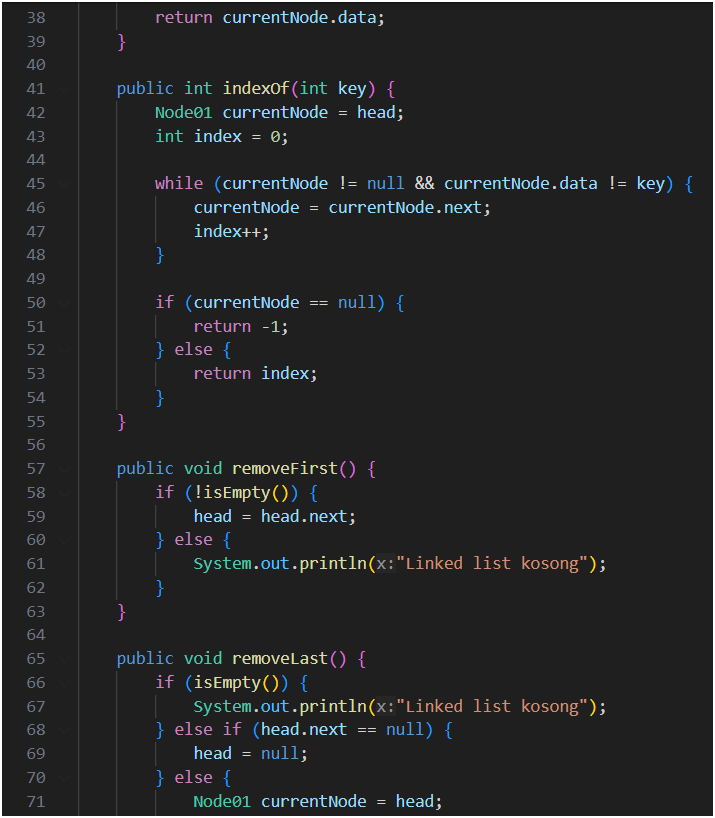 38 return currentNode.data;
39 }
40
41 public int indexOf(int key) {
42 Node01 currentNode = head;
43 int index = 0;
44
45 while (currentNode != null && currentNode.data != key) {
46 currentNode = currentNode.next;
47 index++;
48 }
49
50 if (currentNode == null) {
51 return -1;
52 } else {
53 return index;
54 }
55 }
56
57 public void removeFirst() {
58 if (!isEmpty()) {
59 head = head.next;
60 } else {
61 System.out.println(x:"Linked list kosong");
62 }
63 }
64
65 public void removeLast() {
66 if (isEmpty()) {
67 System.out.println(x:"Linked list kosong");
68 } else if (head.next == null) {
69 head = null;
70 } else {
71 Node01 currentNode = head;